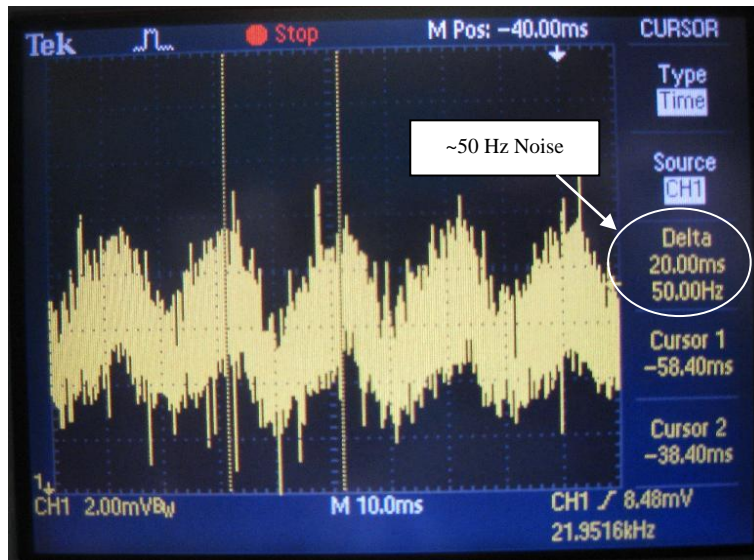 Tek
Stop
M Pos: -40.00ms
CURSOR
Type
Time
Source
CH1
Delta
20.00ms
50.00Hz
Cursor 1
-58.40ms
Cursor 2
-38.40ms
~50 Hz Noise
1
CH1 2.00mVBW
M 10.0ms
CH1 / 8.48mV
21.9516kHz